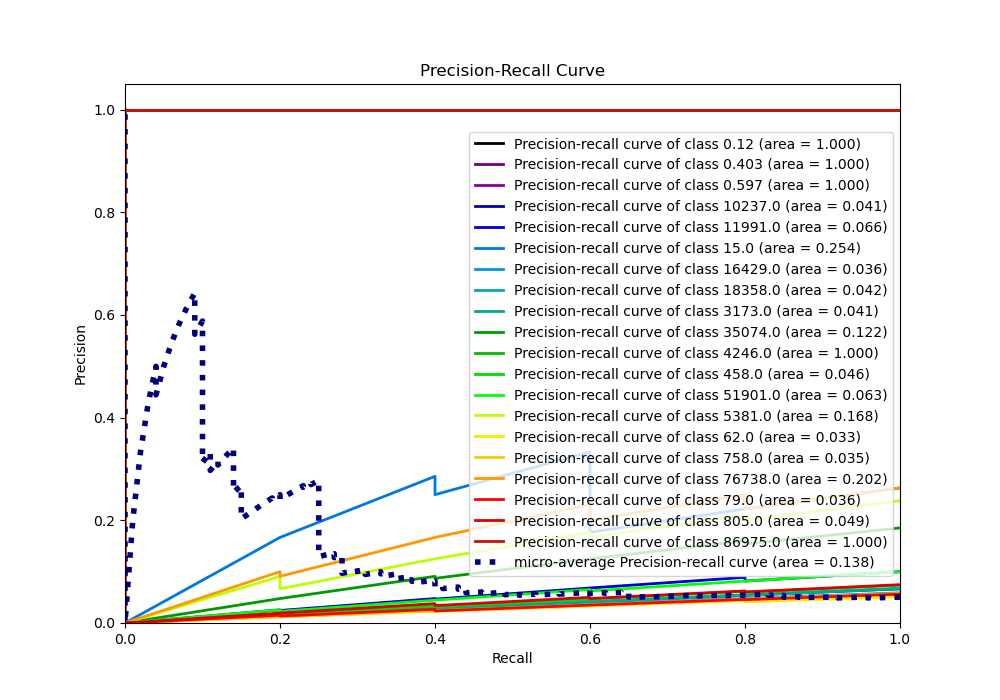 Precision-Recall Curve
1.0
0.8
0.6
0.4
0.2
0.0
Precision
Precision-recall curve of class 0.12 (area = 1.000)
Precision-recall curve of class 0.403 (area = 1.000)
Precision-recall curve of class 0.597 (area = 1.000)
Precision-recall curve of class 10237.0 (area = 0.041)
Precision-recall curve of class 11991.0 (area = 0.066)
Precision-recall curve of class 15.0 (area = 0.254)
Precision-recall curve of class 16429.0 (area = 0.036)
Precision-recall curve of class 18358.0 (area = 0.042)
Precision-recall curve of class 3173.0 (area = 0.041)
Precision-recall curve of class 35074.0 (area = 0.122)
Precision-recall curve of class 4246.0 (area = 1.000)
Precision-recall curve of class 458.0 (area = 0.046)
Precision-recall curve of class 51901.0 (area = 0.063)
Precision-recall curve of class 5381.0 (area = 0.168)
Precision-recall curve of class 62.0 (area = 0.033)
Precision-recall curve of class 758.0 (area = 0.035)
Precision-recall curve of class 76738.0 (area = 0.202)
Precision-recall curve of class 79.0 (area = 0.036)
Precision-recall curve of class 805.0 (area = 0.049)
Precision-recall curve of class 86975.0 (area = 1.000)
micro-average Precision-recall curve (area = 0.138)
0.0 0.2 0.4 0.6 0.8 1.0
Recall